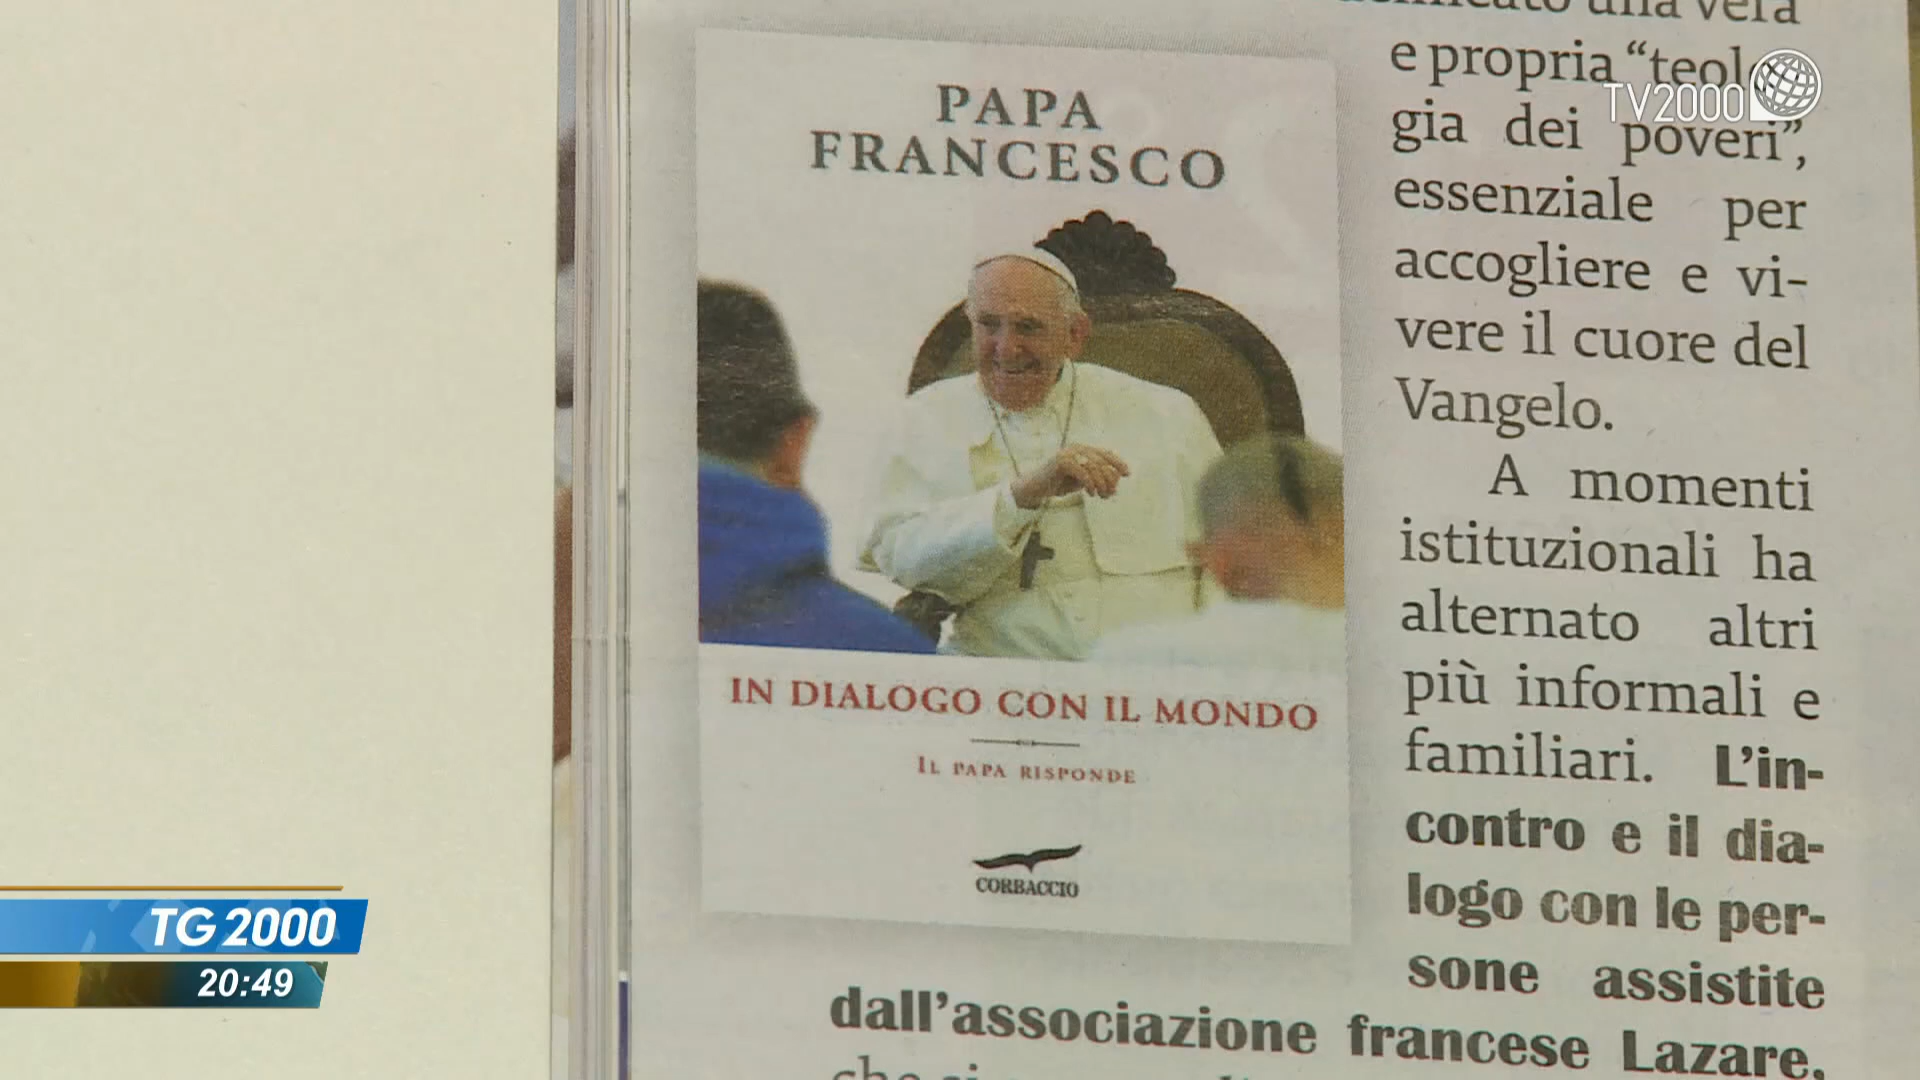 PAPA
FRANCESCO
IN DIALOGO CON IL MONDO
IL PAPA RISPONDE
CORBACCIO
una vera
e propria “teolo
gia dei poveri”,
essenziale per
accogliere e vi-
vere il cuore del
Vangelo.
A momenti
istituzionali ha
alternato altri
più informali e
familiari. L’in-
contro e il dia-
logo con le per-
sone assistite
dall’associazione francese Lazare,
TV2000
TG 2000
20:49